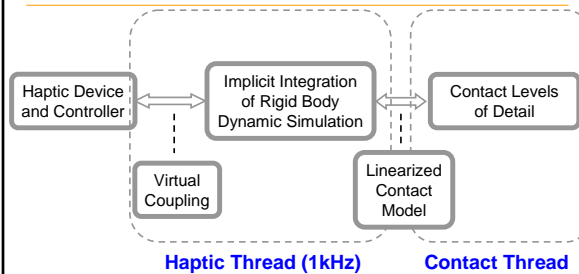 Haptic Device
and Controller
Implicit Integration
of Rigid Body
Dynamic Simulation
Contact Levels
of Detail
Virtual
Coupling
Linearized
Contact
Model
Haptic Thread (1kHz)
Contact Thread